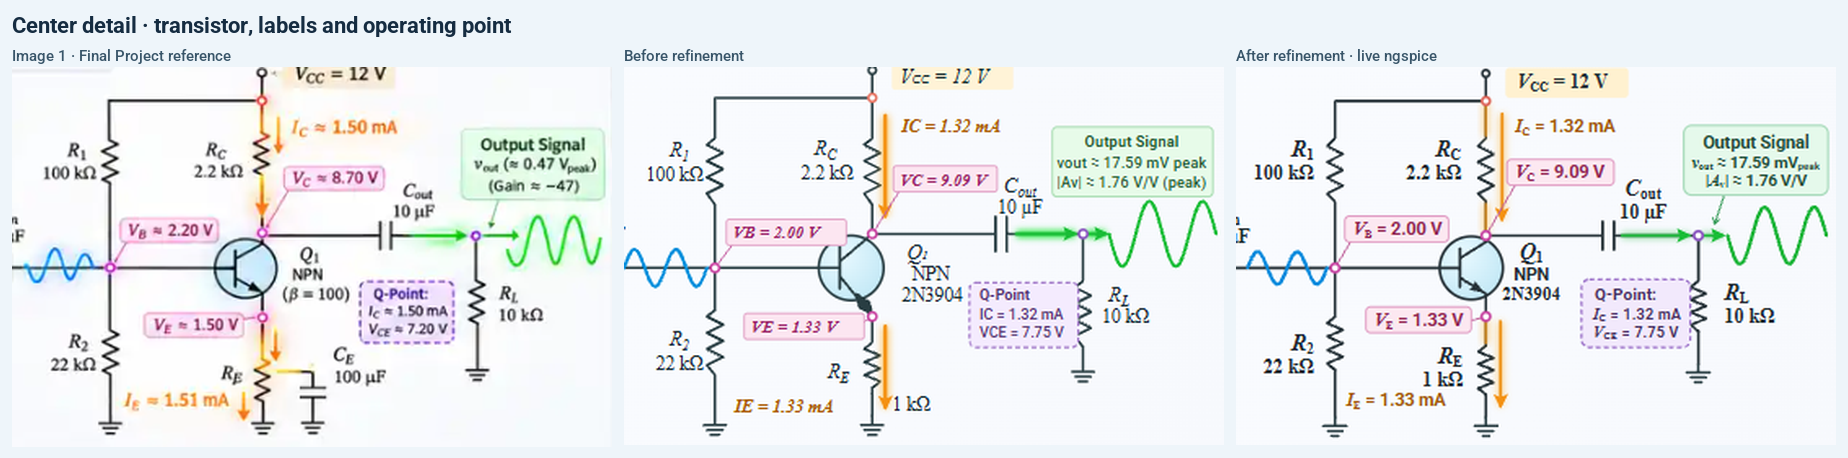 Center detail · transistor, labels and operating point
Image 1 · Final Project reference
VCC = 12 V
IC ≈ 1.50 mA
R1
100 kΩ
RC
2.2 kΩ
VC ≈ 8.70 V
Output Signal
vout (≈ 0.47 Vpeak)
(Gain ≈ −47)
Cout
10 µF
VB ≈ 2.20 V
F
Q1
NPN
(β = 100)
Q-Point:
IC ≈ 1.50 mA
VCE ≈ 7.20 V
RL
10 kΩ
VE ≈ 1.50 V
R2
22 kΩ
RE
CE
100 µF
IE ≈ 1.51 mA
Before refinement
Vcc = 12 V
IC = 1.32 mA
R1
100 kΩ
RC
2.2 kΩ
VC = 9.09 V
Output Signal
vout ≈ 17.59 mV peak
|Av| ≈ 1.76 V/V (peak)
Cout
10 µF
VB = 2.00 V
Q1
NPN
2N3904
Q-Point
IC = 1.32 mA
VCE = 7.75 V
RL
10 kΩ
VE = 1.33 V
R2
22 kΩ
RE
IE = 1.33 mA
1 kΩ
After refinement · live ngspice
VCC = 12 V
IC = 1.32 mA
R1
100 kΩ
RC
2.2 kΩ
VC = 9.09 V
Output Signal
vout ≈ 17.59 mVpeak
|Av| ≈ 1.76 V/V
Cout
10 µF
VB = 2.00 V
F
Q1
NPN
2N3904
Q-Point:
IC = 1.32 mA
VCE = 7.75 V
RL
10 kΩ
VE = 1.33 V
R2
22 kΩ
RE
1 kΩ
IE = 1.33 mA